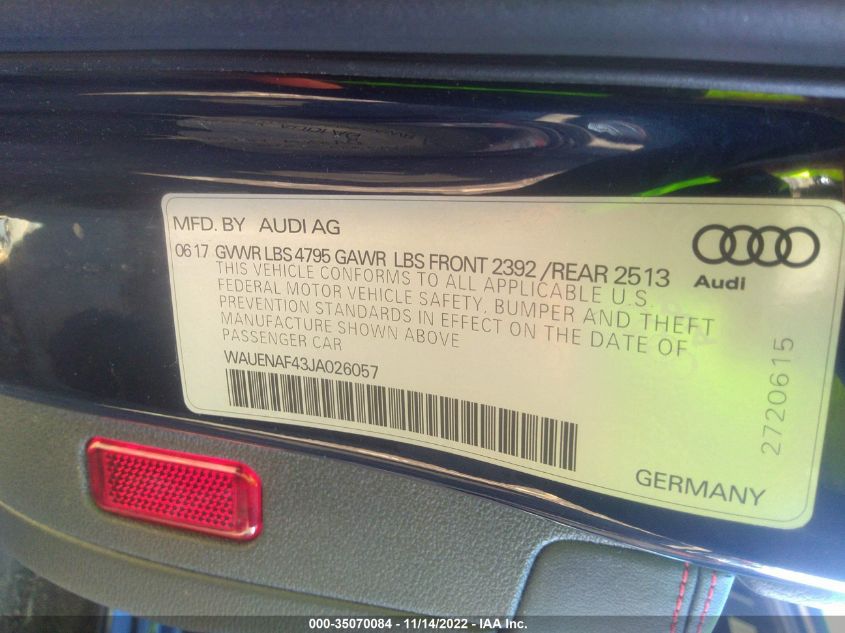 MFD. BY AUDI AG
06 17 GVWR LBS 4795 GAWR LBS FRONT 2392 /REAR 2513
THIS VEHICLE CONFORMS TO ALL APPLICABLE U.S.
FEDERAL MOTOR VEHICLE SAFETY, BUMPER AND THEFT
PREVENTION STANDARDS IN EFFECT ON THE DATE OF
MANUFACTURE SHOWN ABOVE
PASSENGER CAR
WAUENAF43JA026057
Audi
2720615
GERMANY
000-35070084 - 11/14/2022 - IAA Inc.